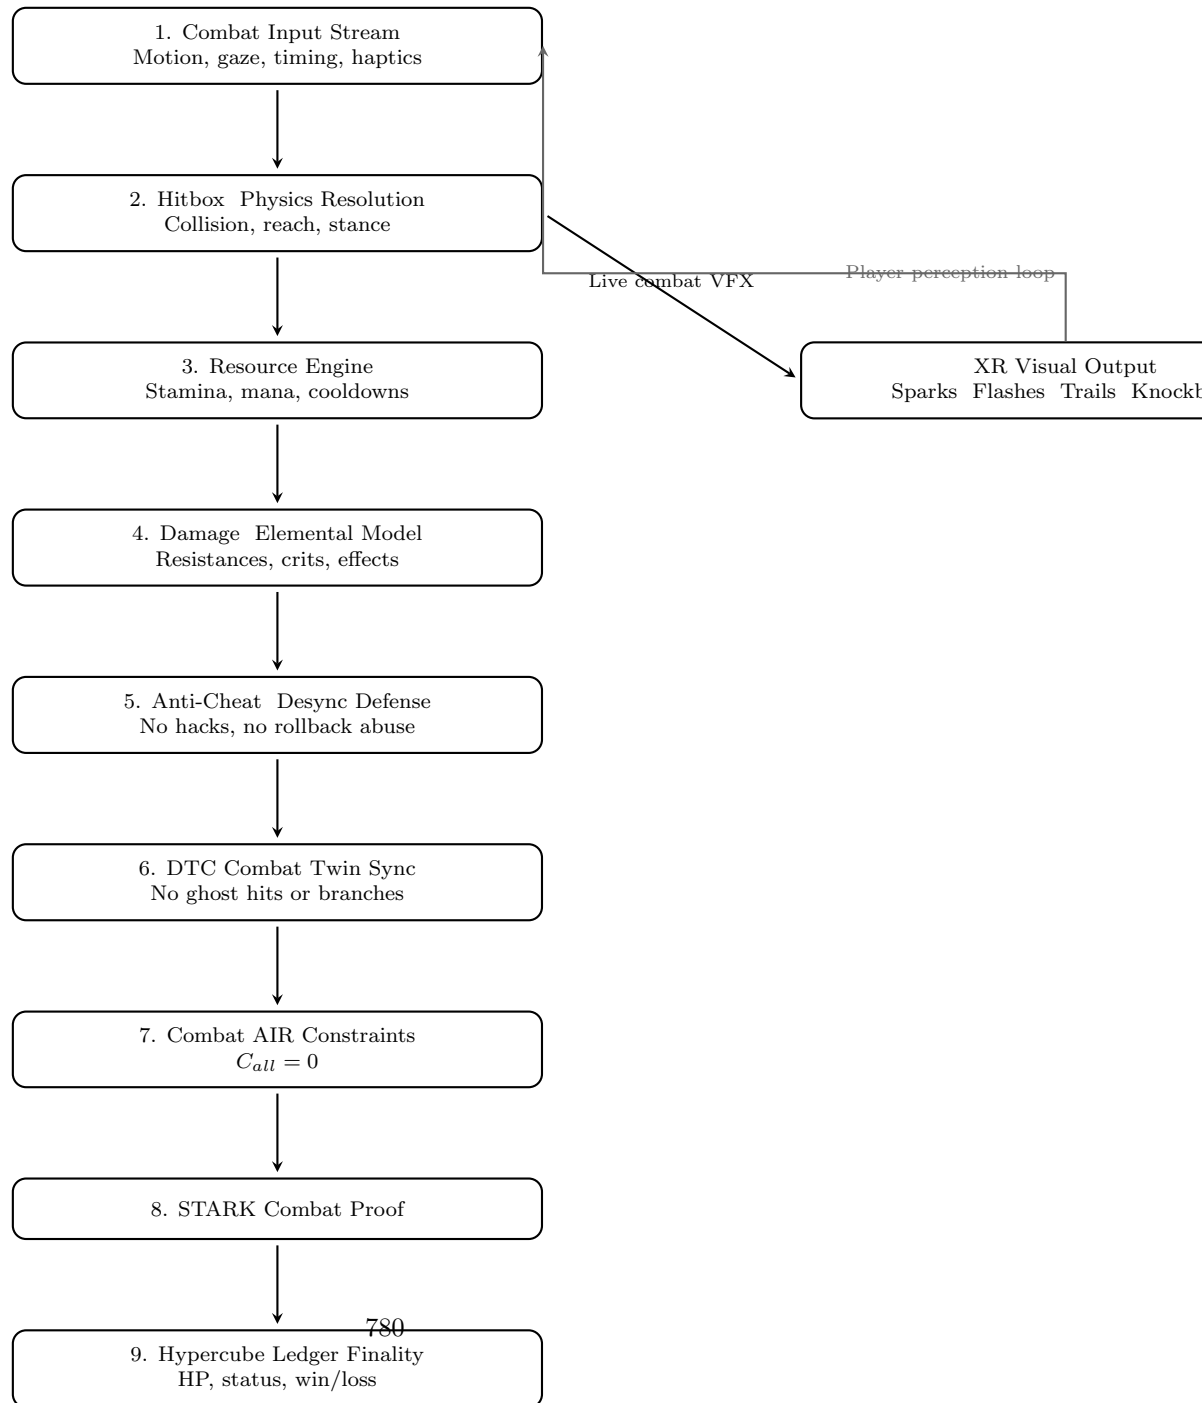 1. Combat Input Stream
Motion, gaze, timing, haptics
2. Hitbox Physics Resolution
Collision, reach, stance
Live combat VFX
Player perception loop
3. Resource Engine
Stamina, mana, cooldowns
XR Visual Output
Sparks Flashes Trails
4. Damage Elemental Model
Resistances, crits, effects
5. Anti-Cheat Desync Defense
No hacks, no rollback abuse
6. DTC Combat Twin Sync
No ghost hits or branches
7. Combat AIR Constraints
C_{all} = 0
8. STARK Combat Proof
780
9. Hypercube Ledger Finality
HP, status, win/loss